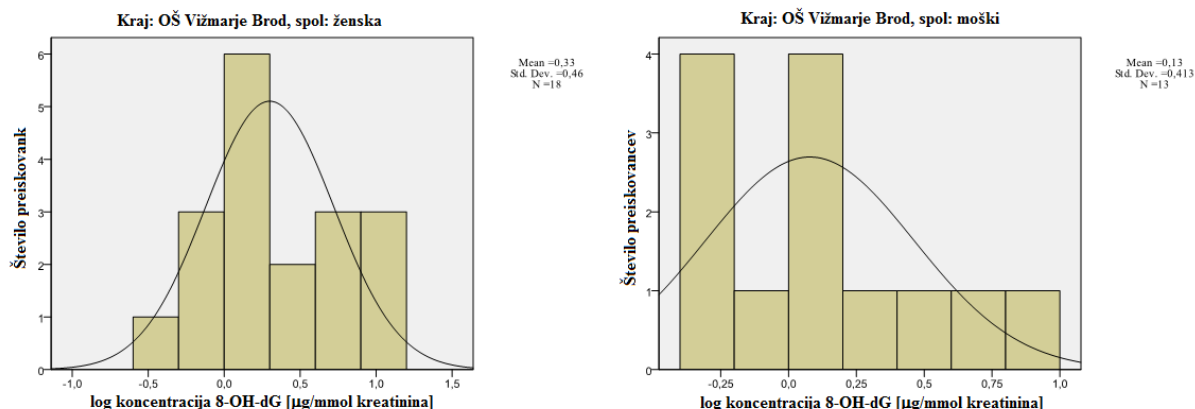 Kraj: OŠ Vižmarje Brod, spol: ženska
Mean =0,33
Std. Dev. =0,46
N =18
Število preiskovank
6
5
4
3
2
1
0
-1,0 -0,5 0,0 0,5 1,0 1,5
log koncentracija 8-OH-dG [µg/mmol kreatinina]
Kraj: OŠ Vižmarje Brod, spol: moški
Mean =0,13
Std. Dev. =0,413
N =13
Število preiskovancev
4
3
2
1
0
-0,25 0,0 0,25 0,50 0,75 1,0
log koncentracija 8-OH-dG [µg/mmol kreatinina]